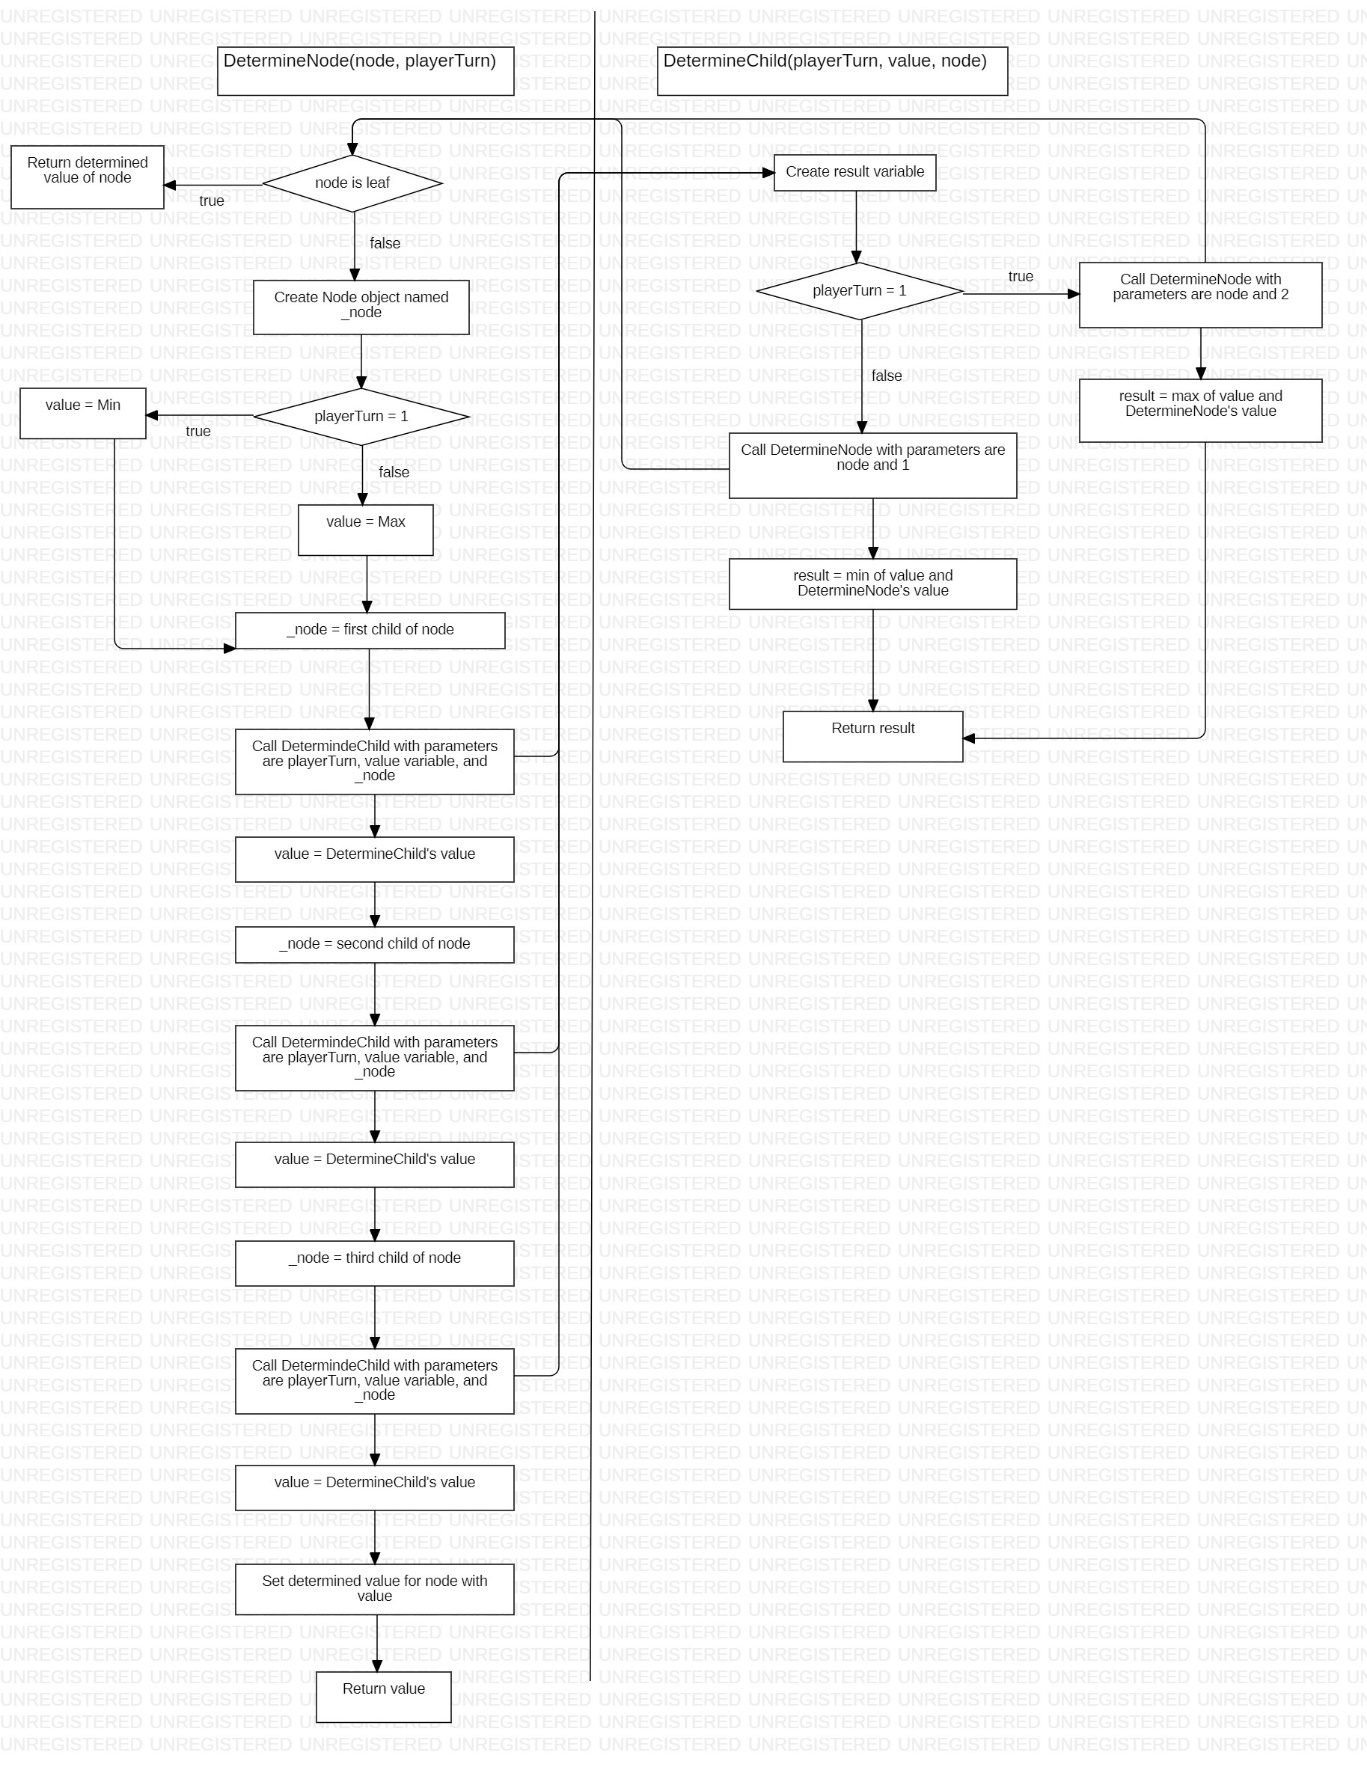 DetermineNode(node, playerTurn)
Return determined
value of node
true
node is leaf
false
Create Node object named
_node
value = Min
true
playerTurn = 1
false
value = Max
_node = first child of node
Call DetermindeChild with parameters
are playerTurn, value variable, and
_node
value = DetermineChild's value
_node = second child of node
Call DetermindeChild with parameters
are playerTurn, value variable, and
_node
value = DetermineChild's value
_node = third child of node
Call DetermindeChild with parameters
are playerTurn, value variable, and
_node
value = DetermineChild's value
Set determined value for node with
value
Return value
DetermineChild(playerTurn, value, node)
Create result variable
playerTurn = 1
true
Call DetermineNode with
parameters are node and 2
result = max of value and
DetermineNode's value
false
Call DetermineNode with parameters are
node and 1
result = min of value and
DetermineNode's value
Return result
UNREGISTERED